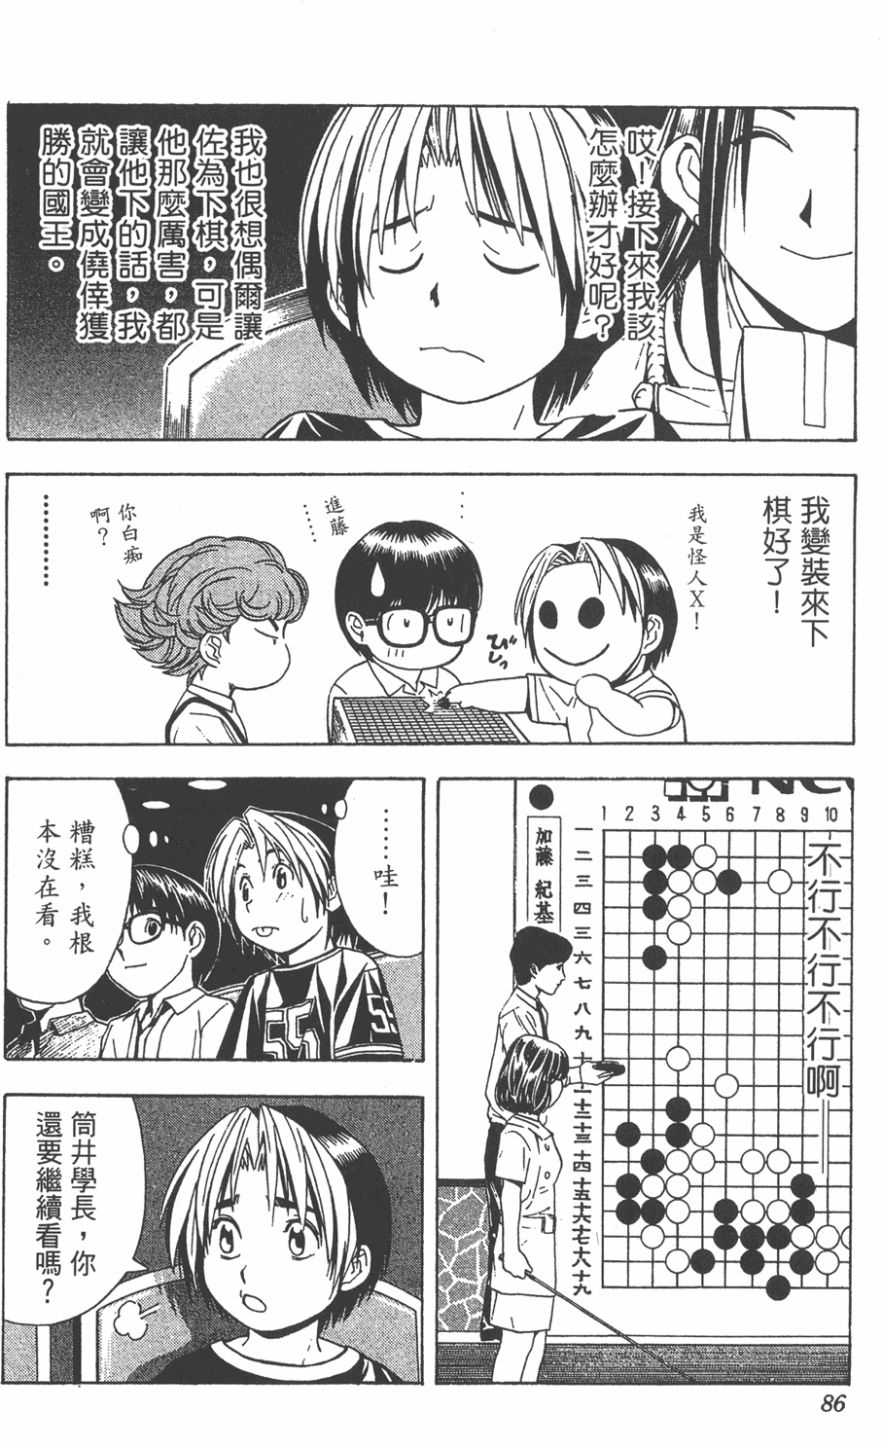 哎！接下來我該
怎麼辦才好呢？
我也很想偶爾讓
佐為下棋，可是
他那麼厲害，都
讓他下的話，我
就會變成僥倖獲
勝的國王。
我變裝來下
棋好了！
我是怪人X！
びしっ
…
進藤
……
你白痴
啊？
…………
NC
1 2 3 4 5 6 7 8 9 10
加藤 紀基
一
二
三
四
三
六
七
八
九
十
十一
十二
十三
十四
十五
十六
十七
十八
十九
不行不行不行啊——
……哇！
糟糕，我根
本沒在看。
55
55
筒井學長，你
還要繼續看嗎？
86